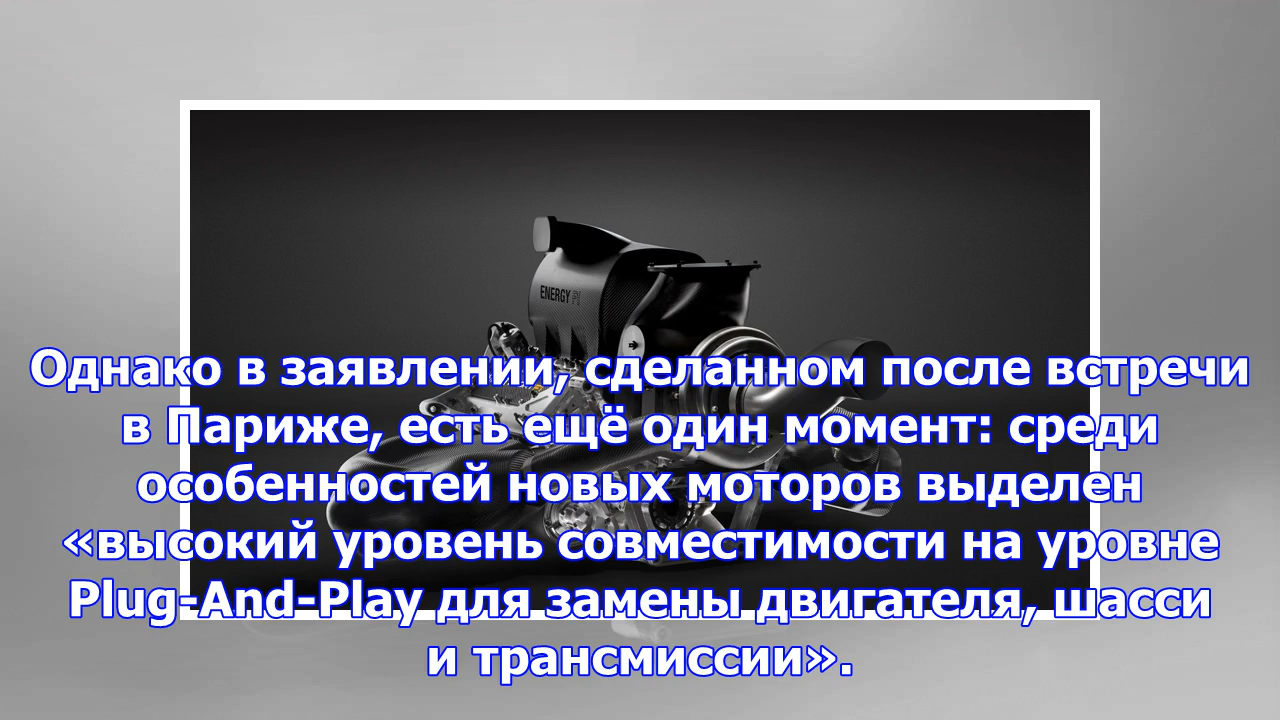 ENERGY
Однако в заявлении, сделанном после встречи
в Париже, есть ещё один момент: среди
особенностей новых моторов выделен
«высокий уровень совместимости на уровне
Plug-And-Play для замены двигателя, шасси
и трансмиссии».